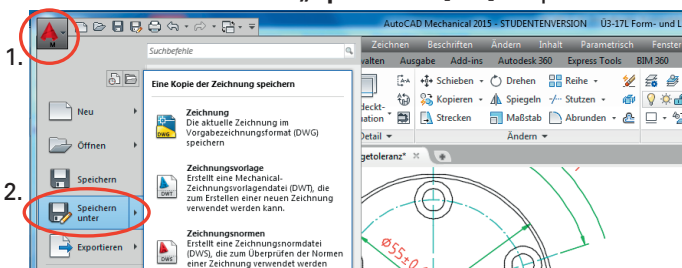 AutoCAD Mechanical 2015 - STUDENTENVERSION Ü3-17L Form- und L
1.
M
Suchbefehle
Zeichnen Beschriften Ändern Inhalt Parametrisch Fenster
walten Ausgabe Add-ins Autodesk 360 Express Tools BIM 360
Eine Kopie der Zeichnung speichern
Schieben Drehen Reihe
Kopieren Spiegeln Stutzen
Strecken Maßstab Abrunden
Detail Ändern
Neu
Zeichnung
Die aktuelle Zeichnung im
Vorgabezeichnungsformat (DWG)
speichern
DWG
Öffnen
getoleranz*
Speichern
Zeichnungsvorlage
Erstellt eine Mechanical-
Zeichnungsvorlagendatei (DWT), die
zum Erstellen einer neuen Zeichnung
verwendet werden kann.
DWT
2.
Speichern
unter
Exportieren
Zeichnungsnormen
Erstellt eine Zeichnungsnormdatei
(DWS), die zum Überprüfen der Normen
einer Zeichnung verwendet werden
DWS
Ø55±0